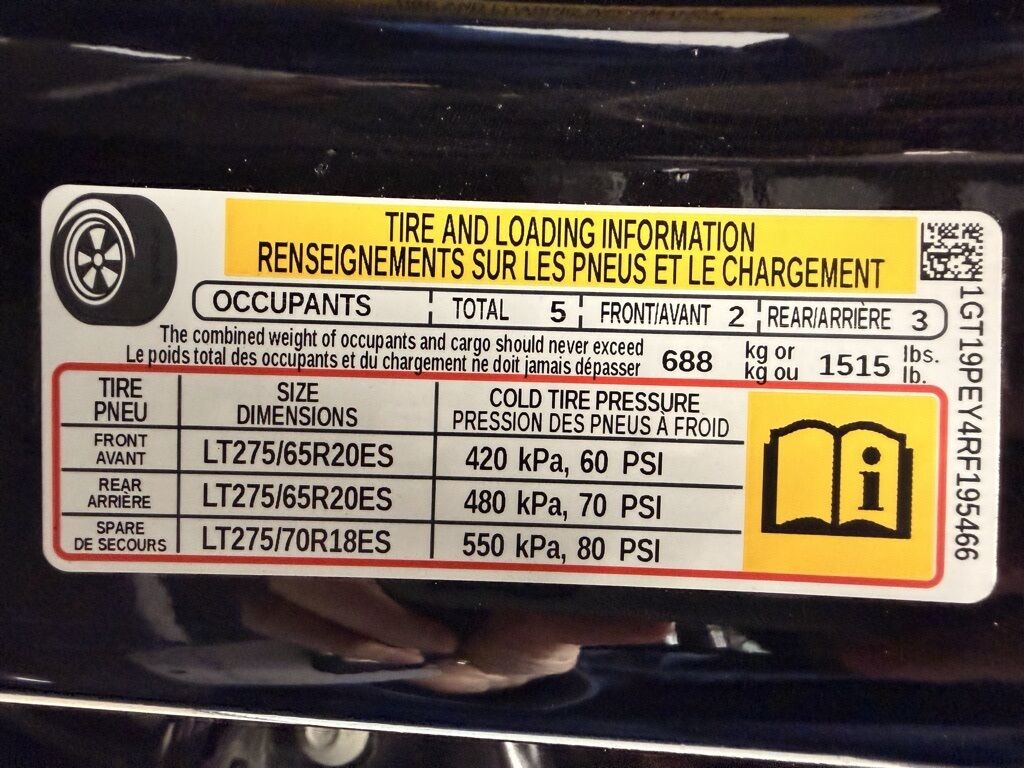 TIRE AND LOADING INFORMATION
RENSEIGNEMENTS SUR LES PNEUS ET LE CHARGEMENT
OCCUPANTS TOTAL 5 FRONT/AVANT 2 REAR/ARRIÈRE 3
The combined weight of occupants and cargo should never exceed
Le poids total des occupants et du chargement ne doit jamais dépasser
688 kg or 1515 lbs.
kg ou lb.
TIRE SIZE COLD TIRE PRESSURE
PNEU DIMENSIONS PRESSION DES PNEUS À FROID
FRONT
AVANT LT275/65R20ES 420 kPa, 60 PSI
REAR
ARRIÈRE LT275/65R20ES 480 kPa, 70 PSI
SPARE
DE SECOURS LT275/70R18ES 550 kPa, 80 PSI
i
1GT19PEY4RF195466